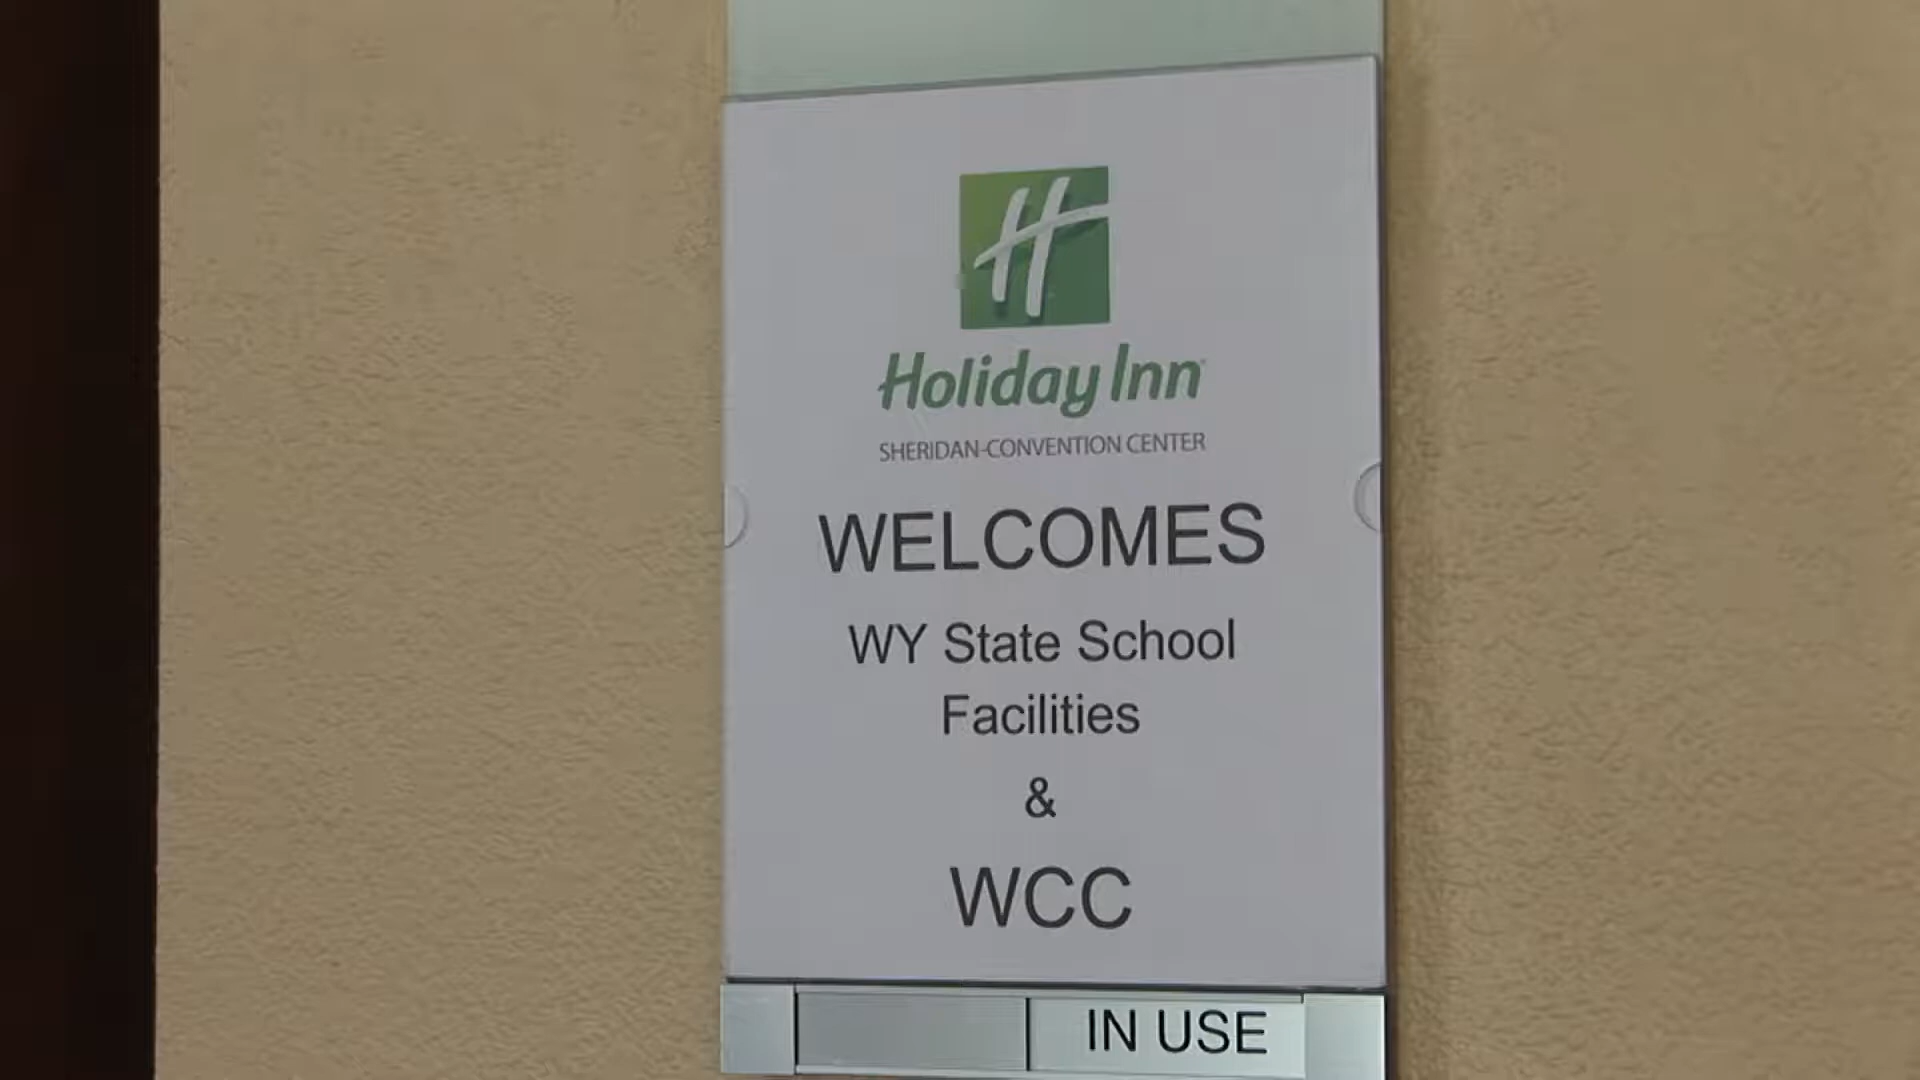 H
Holiday Inn
SHERIDAN-CONVENTION CENTER
WELCOMES
WY State School
Facilities
&
WCC
IN USE